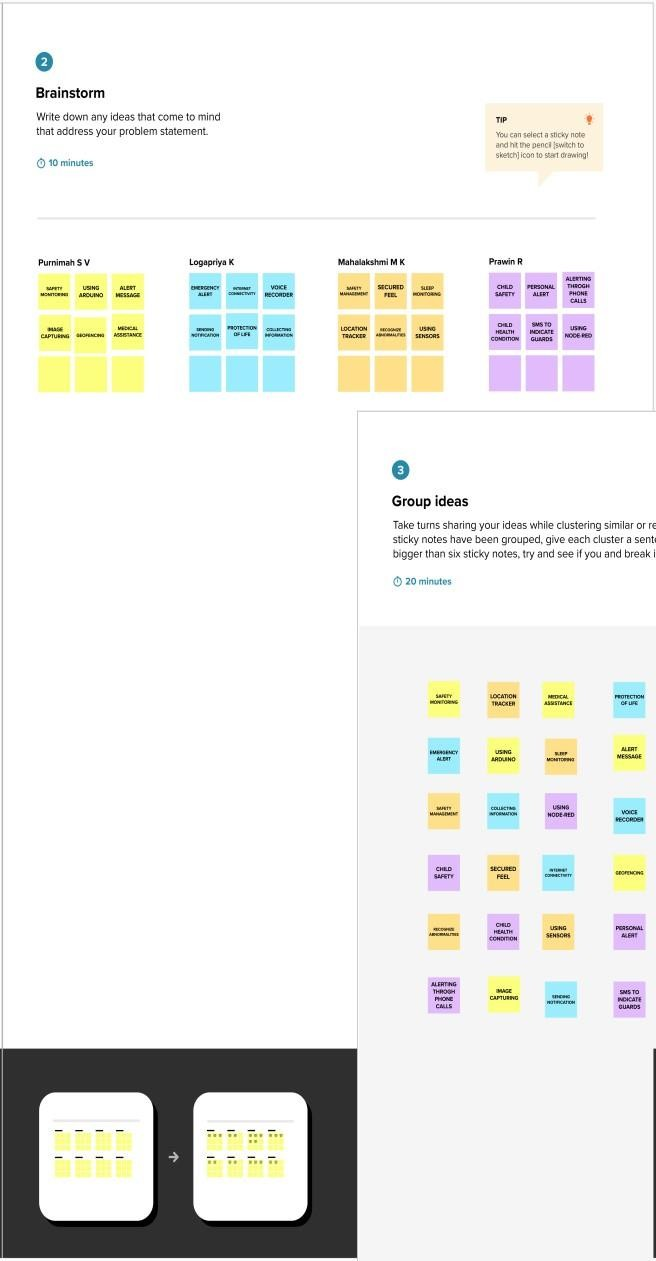 2
Brainstorm
Write down any ideas that come to mind
that address your problem statement.
10 minutes
TIP
You can select a sticky note
and hit the pencil [switch to
sketch] icon to start drawing!
Purnimah S V
SAFETY
MONITORING
USING
ARDUINO
ALERT
MESSAGE
IMAGE
CAPTURING
GEOFENCING
MEDICAL
ASSISTANCE
Logapriya K
EMERGENCY
ALERT
INTERNET
CONNECTIVITY
VOICE
RECORDER
SENDING
NOTIFICATION
PROTECTION
OF LIFE
COLLECTING
INFORMATION
Mahalakshmi M K
SAFETY
MANAGEMENT
SECURED
FEEL
SLEEP
MONITORING
LOCATION
TRACKER
RECOGNIZE
ABNORMALITIES
USING
SENSORS
Prawin R
CHILD
SAFETY
PERSONAL
ALERT
ALERTING
THROGH
PHONE
CALLS
CHILD
HEALTH
CONDITION
SMS TO
INDICATE
GUARDS
USING
NODE-RED
3
Group ideas
Take turns sharing your ideas while clustering similar or re
sticky notes have been grouped, give each cluster a sente
bigger than six sticky notes, try and see if you and break i
20 minutes
SAFETY
MONITORING
LOCATION
TRACKER
MEDICAL
ASSISTANCE
PROTECTION
OF LIFE
EMERGENCY
ALERT
USING
ARDUINO
SLEEP
MONITORING
ALERT
MESSAGE
SAFETY
MANAGEMENT
COLLECTING
INFORMATION
USING
NODE-RED
VOICE
RECORDER
CHILD
SAFETY
SECURED
FEEL
INTERNET
CONNECTIVITY
GEOFENCING
RECOGNIZE
ABNORMALITIES
CHILD
HEALTH
CONDITION
USING
SENSORS
PERSONAL
ALERT
ALERTING
THROGH
PHONE
CALLS
IMAGE
CAPTURING
SENDING
NOTIFICATION
SMS TO
INDICATE
GUARDS